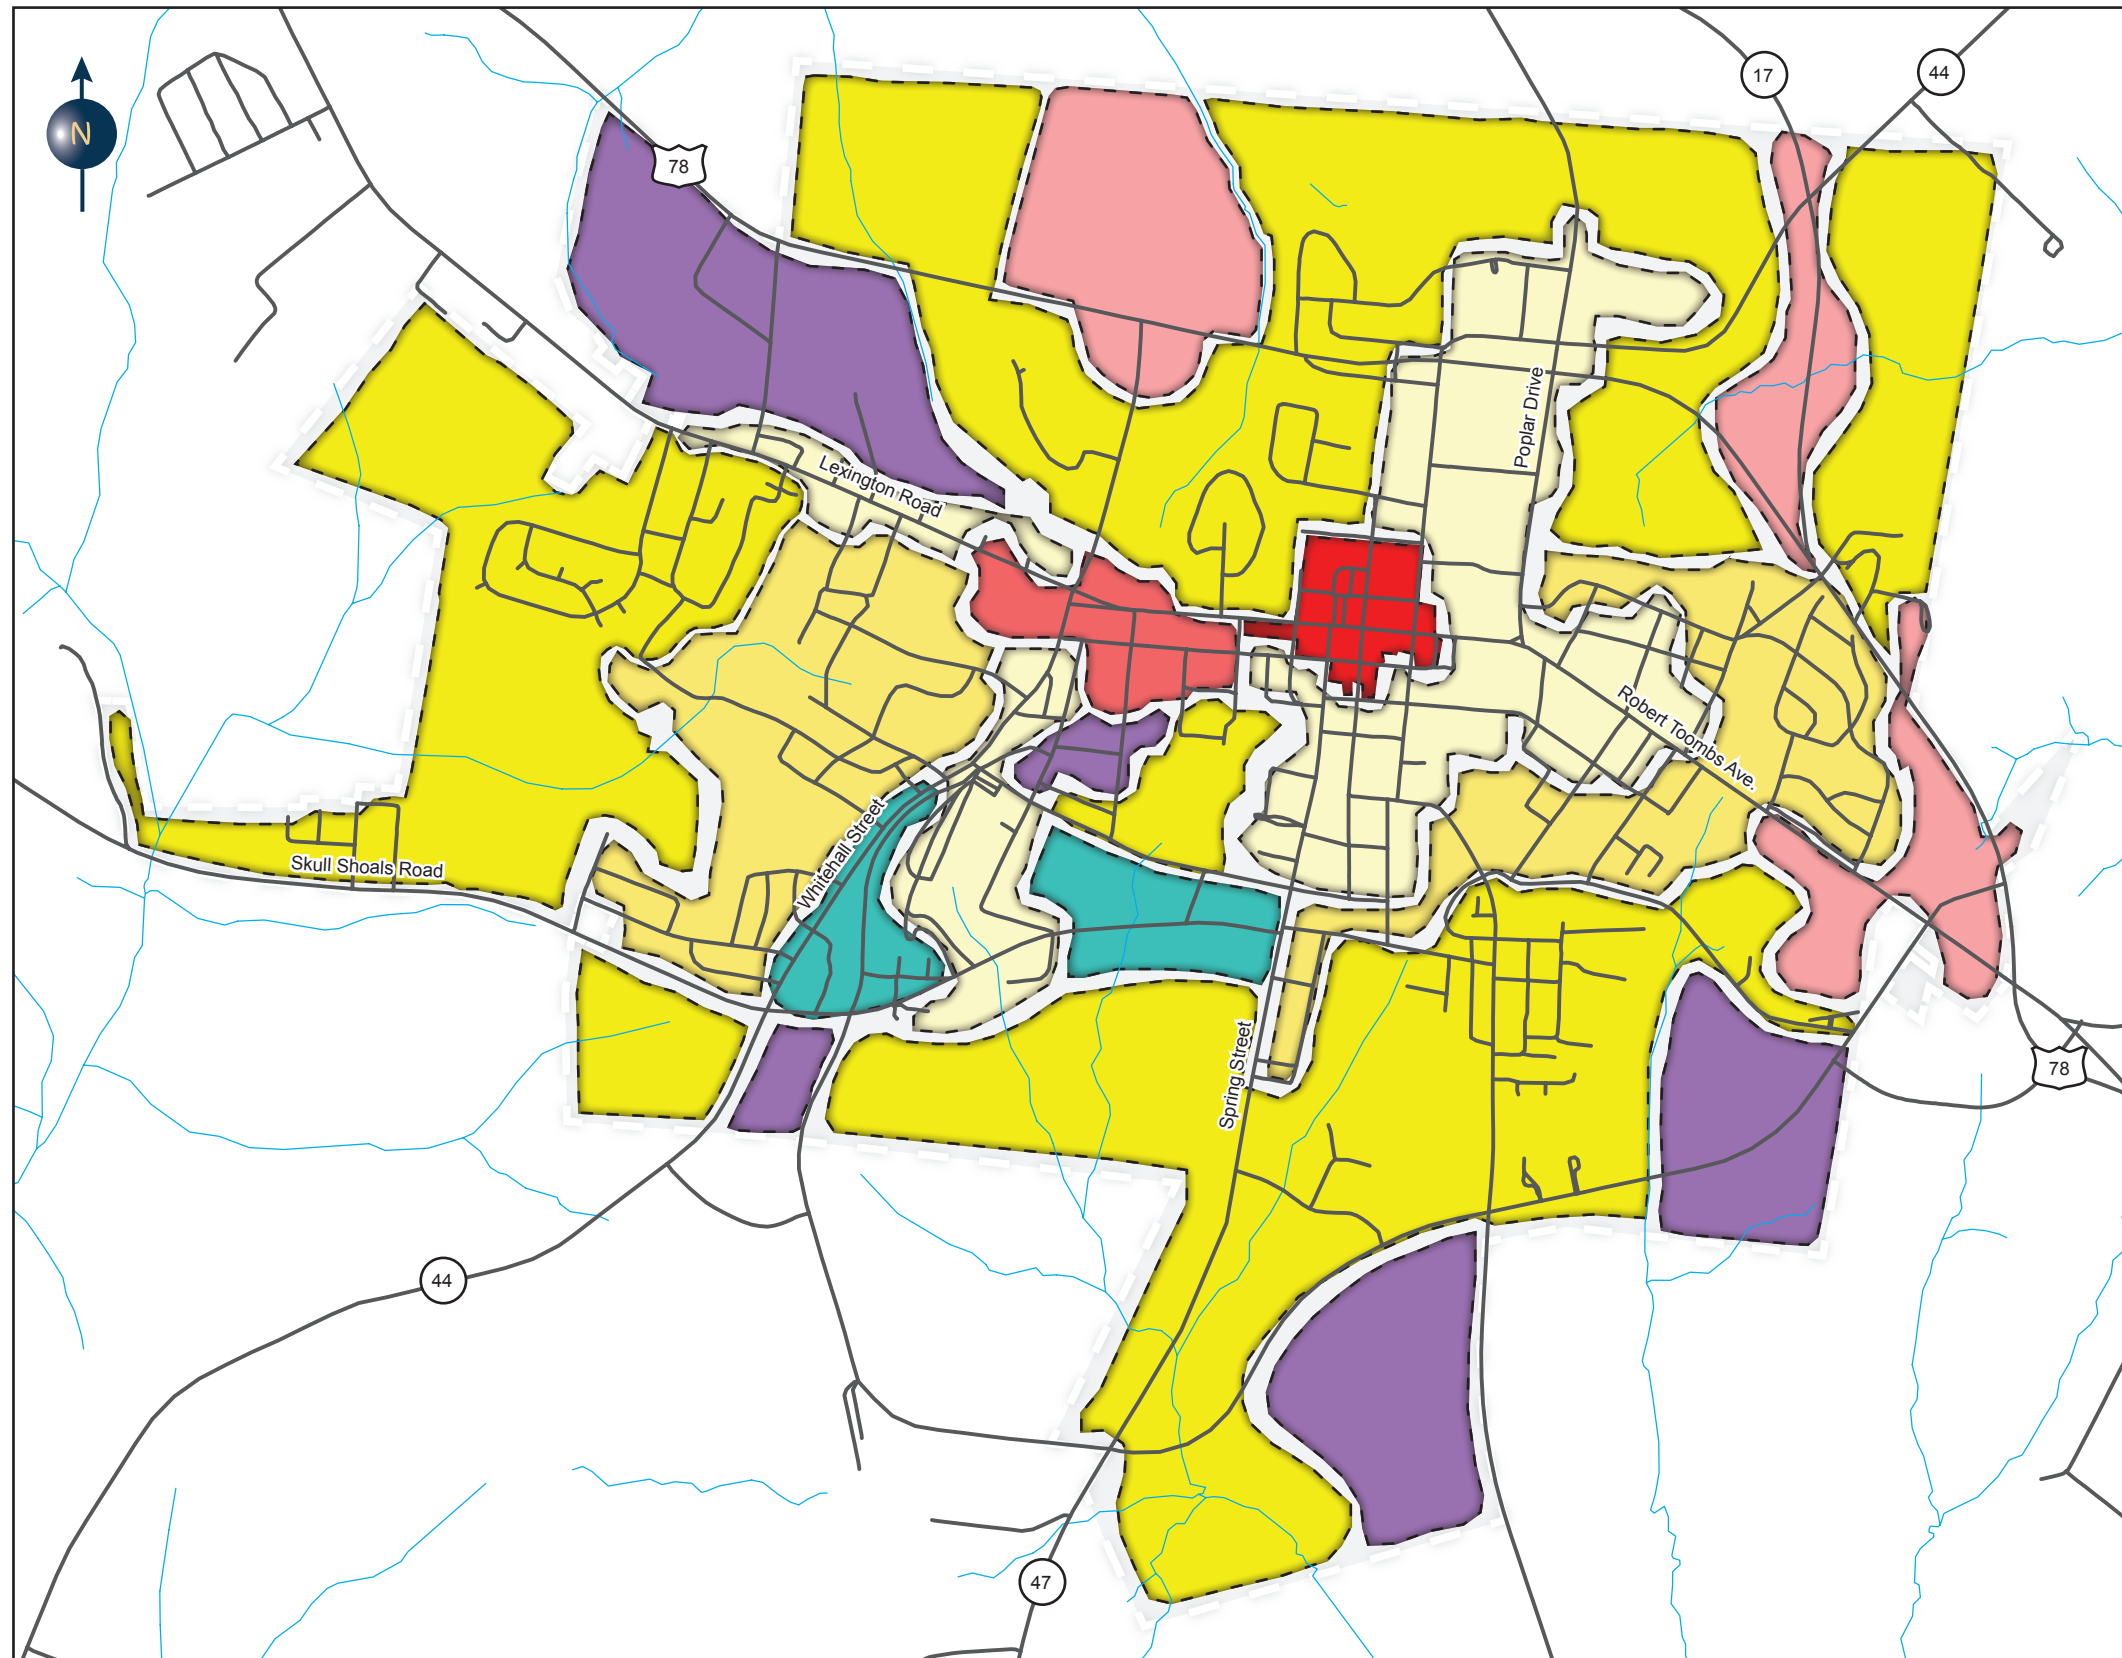 17
44
N
78
Poplar Drive
Lexington Road
Robert Toombs Ave.
Whitehall Street
Skull Shoals Road
Spring Street
78
44
47